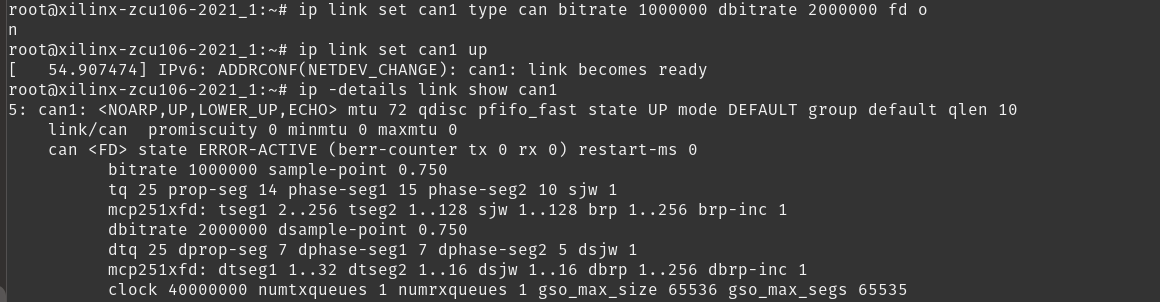 root@xilinx-zcu106-2021_1:~# ip link set can1 type can bitrate 1000000 dbitrate 2000000 fd o
n
root@xilinx-zcu106-2021_1:~# ip link set can1 up
[   54.907474] IPv6: ADDRCONF(NETDEV_CHANGE): can1: link becomes ready
root@xilinx-zcu106-2021_1:~# ip -details link show can1
5: can1: <NOARP,UP,LOWER_UP,ECHO> mtu 72 qdisc pfifo_fast state UP mode DEFAULT group default qlen 10
    link/can  promiscuity 0 minmtu 0 maxmtu 0
    can <FD> state ERROR-ACTIVE (berr-counter tx 0 rx 0) restart-ms 0
          bitrate 1000000 sample-point 0.750
          tq 25 prop-seg 14 phase-seg1 15 phase-seg2 10 sjw 1
          mcp251xfd: tseg1 2..256 tseg2 1..128 sjw 1..128 brp 1..256 brp-inc 1
          dbitrate 2000000 dsample-point 0.750
          dtq 25 dprop-seg 7 dphase-seg1 7 dphase-seg2 5 dsjw 1
          mcp251xfd: dtseg1 1..32 dtseg2 1..16 dsjw 1..16 dbrp 1..256 dbrp-inc 1
          clock 40000000 numtxqueues 1 numrxqueues 1 gso_max_size 65536 gso_max_segs 65535